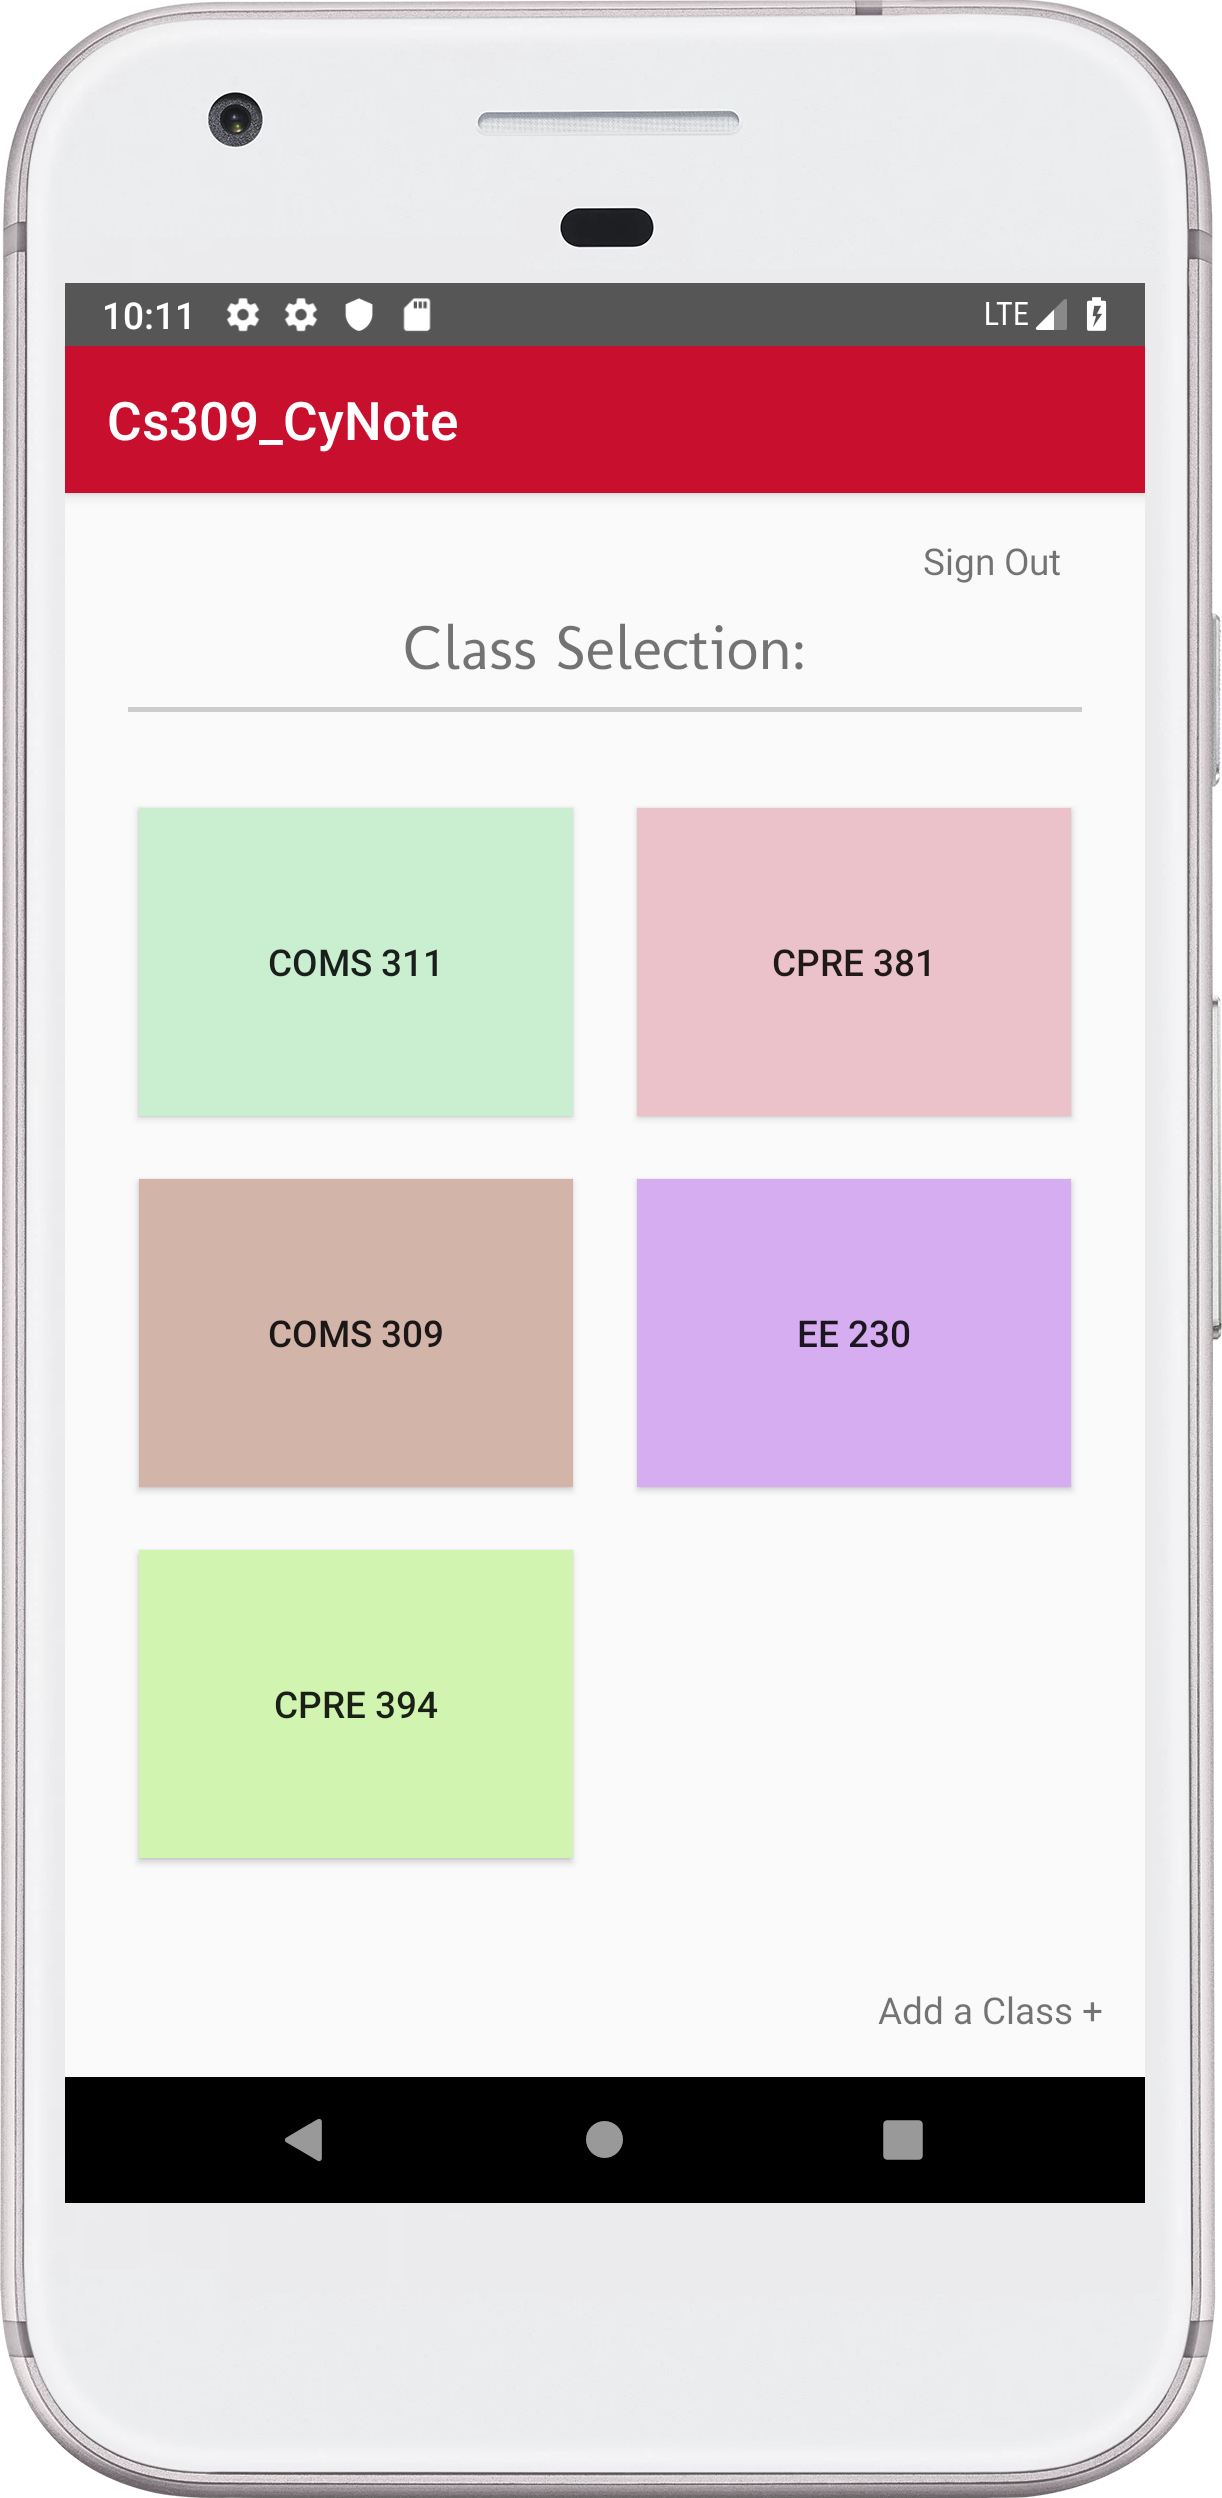 10:11 LTE
Cs309_CyNote
Sign Out
Class Selection:
COMS 311 CPRE 381
COMS 309 EE 230
CPRE 394
Add a Class +